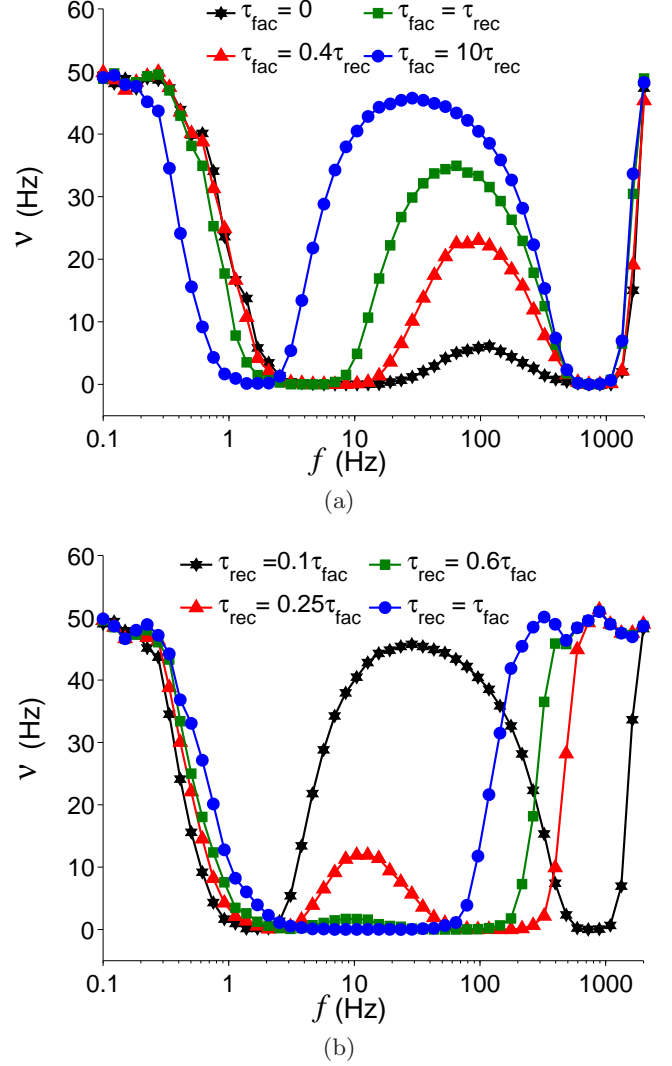 τfac = 0 τfac = τrec
τfac = 0.4τrec τfac = 10τrec
60
50
40
30
20
10
0
ν (Hz)
0.1 1 10 100 1000
f (Hz)
(a)
τrec =0.1τfac τrec = 0.6τfac
τrec = 0.25τfac τrec = τfac
60
50
40
30
20
10
0
ν (Hz)
0.1 1 10 100 1000
f (Hz)
(b)